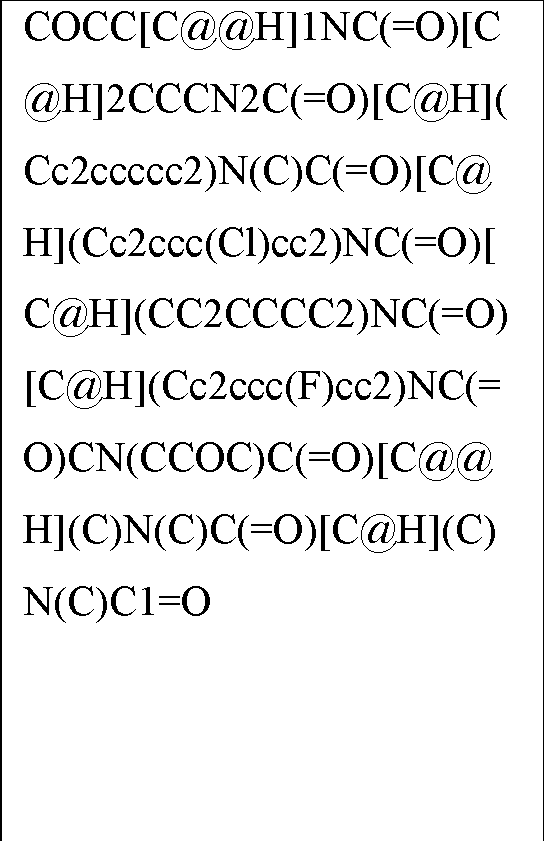 COCC[C@@H]1NC(=O)[C
@H]2CCCN2C(=O)[C@H](
Cc2ccccc2)N(C)C(=O)[C@
H](Cc2ccc(Cl)cc2)NC(=O)[
C@H](CC2CCCC2)NC(=O)
[C@H](Cc2ccc(F)cc2)NC(=
O)CN(CCOC)C(=O)[C@@
H](C)N(C)C(=O)[C@H](C)
N(C)C1=O